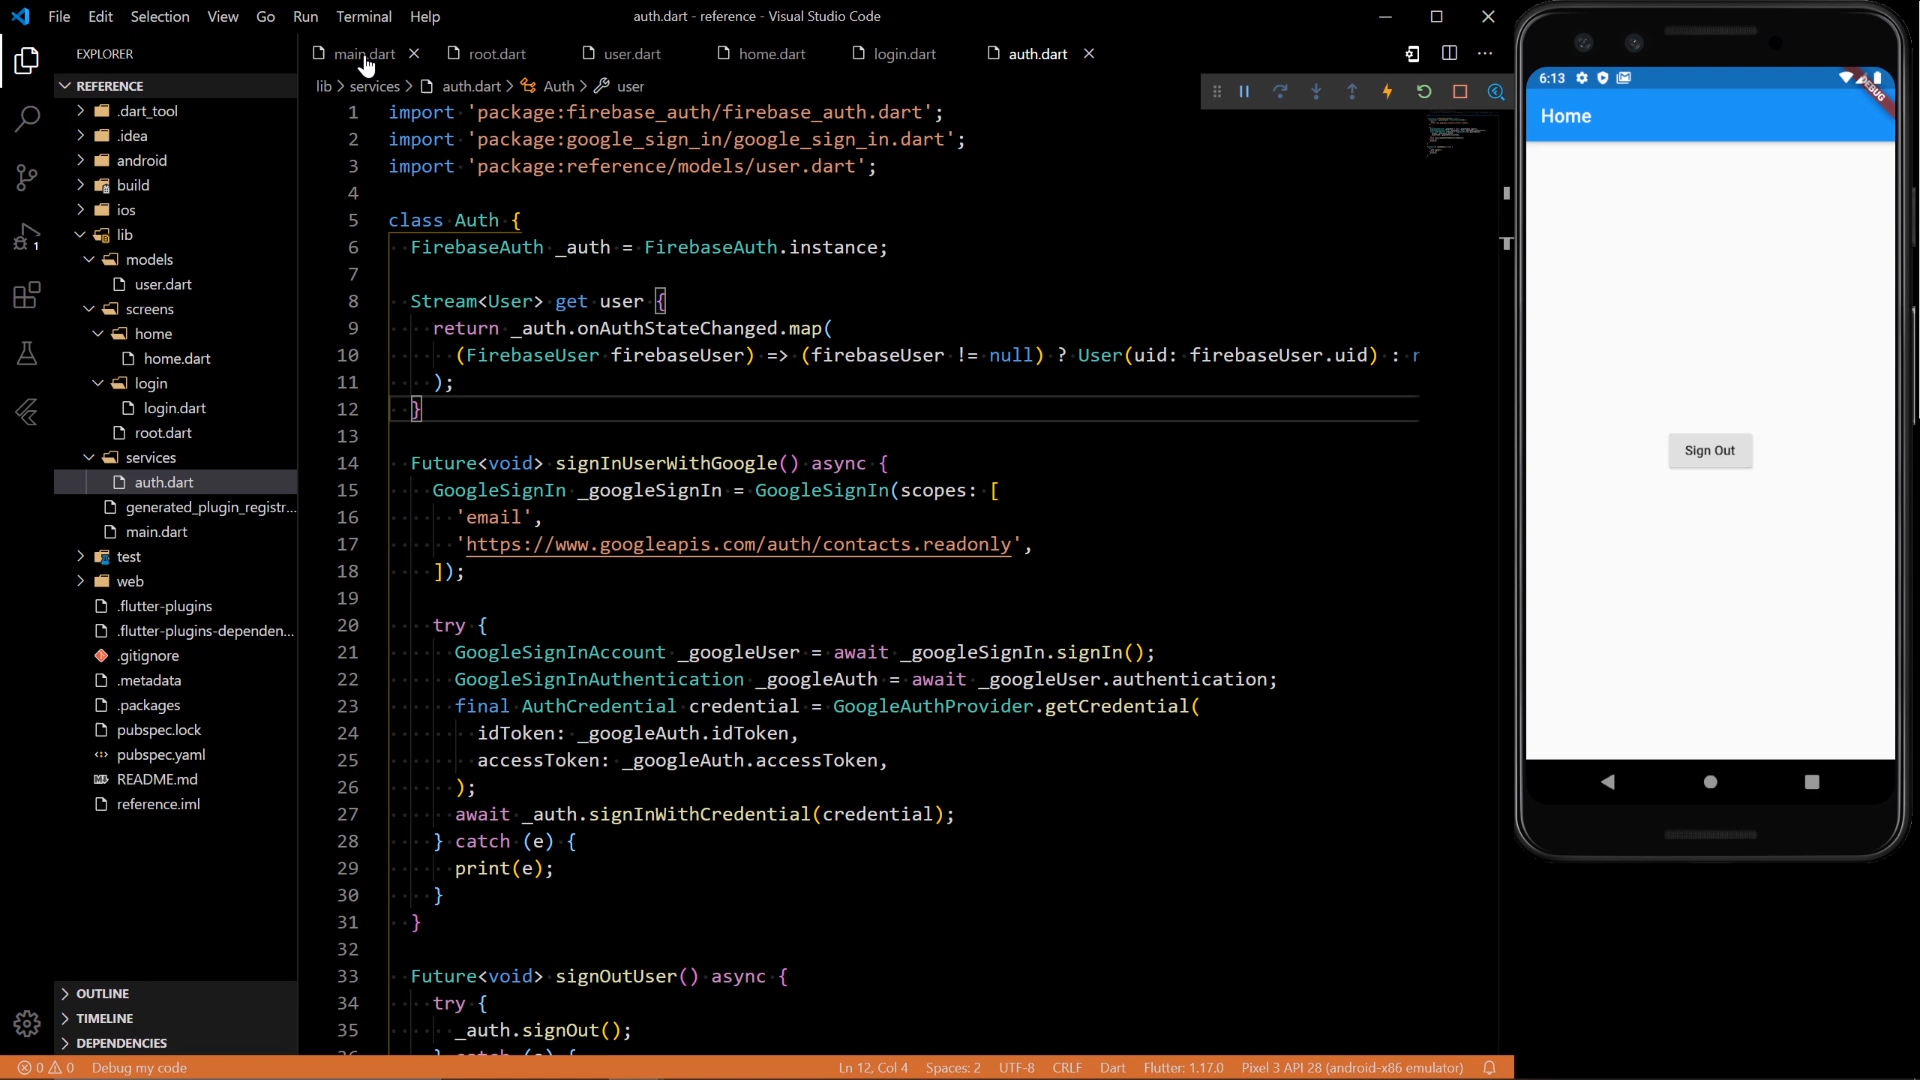 File Edit Selection View Go Run Terminal Help
auth.dart - reference - Visual Studio Code
EXPLORER
REFERENCE
.dart_tool
.idea
android
build
ios
lib
models
user.dart
screens
home
home.dart
login
login.dart
root.dart
services
auth.dart
generated_plugin_registr...
main.dart
test
web
.flutter-plugins
.flutter-plugins-dependen...
.gitignore
.metadata
.packages
pubspec.lock
pubspec.yaml
README.md
reference.iml
OUTLINE
TIMELINE
DEPENDENCIES
main.dart root.dart user.dart home.dart login.dart auth.dart
lib > services > auth.dart > Auth > user
1 import 'package:firebase_auth/firebase_auth.dart';
2 import 'package:google_sign_in/google_sign_in.dart';
3 import 'package:reference/models/user.dart';
4
5 class Auth {
6 FirebaseAuth _auth = FirebaseAuth.instance;
7
8 Stream<User> get user {
9 return _auth.onAuthStateChanged.map(
10 (FirebaseUser firebaseUser) => (firebaseUser != null) ? User(uid: firebaseUser.uid) : n
11 );
12 }
13
14 Future<void> signInUserWithGoogle() async {
15 GoogleSignIn _googleSignIn = GoogleSignIn(scopes: [
16 'email',
17 'https://www.googleapis.com/auth/contacts.readonly',
18 ]);
19
20 try {
21 GoogleSignInAccount _googleUser = await _googleSignIn.signIn();
22 GoogleSignInAuthentication _googleAuth = await _googleUser.authentication;
23 final AuthCredential credential = GoogleAuthProvider.getCredential(
24 idToken: _googleAuth.idToken,
25 accessToken: _googleAuth.accessToken,
26 );
27 await _auth.signInWithCredential(credential);
28 } catch (e) {
29 print(e);
30 }
31 }
32
33 Future<void> signOutUser() async {
34 try {
35 _auth.signOut();
36 } catch (e) {
0 0 Debug my code
Ln 12, Col 4 Spaces: 2 UTF-8 CRLF Dart Flutter: 1.17.0 Pixel 3 API 28 (android-x86 emulator)
1
6:13
DEBUG
Home
Sign Out